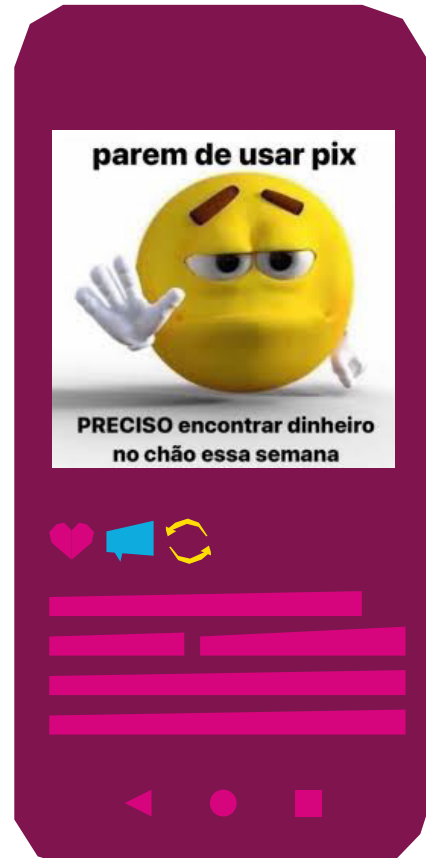 parem de usar pix
PRECISO encontrar dinheiro
no chão essa semana